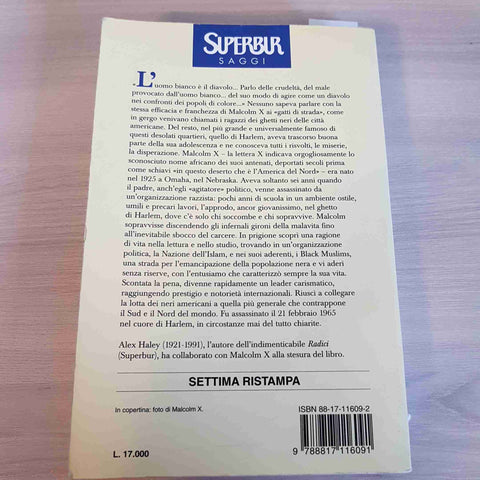 SUPERBUR
SAGGI
«L'uomo bianco è il diavolo... Parlo delle crudeltà, del male
provocato dall'uomo bianco... del suo modo di agire come un diavolo
nei confronti dei popoli di colore...» Nessuno sapeva parlare con la
stessa efficacia e franchezza di Malcolm X ai «gatti di strada», come
in gergo venivano chiamati i ragazzi dei ghetti neri delle città
americane. Del resto, nel più grande e universalmente famoso di
questi desolati quartieri, quello di Harlem, aveva trascorso buona
parte della sua adolescenza e ne conosceva tutti i risvolti, le miserie,
la disperazione. Malcolm X – la lettera X indicava orgogliosamente lo
sconosciuto nome africano dei suoi antenati, deportati secoli prima
come schiavi «in questo deserto che è l'America del Nord» – era nato
nel 1925 a Omaha, nel Nebraska. Aveva soltanto sei anni quando
il padre, anch'egli «agitatore» politico, venne assassinato da
un'organizzazione razzista: pochi anni di scuola in un ambiente ostile,
umili e precari lavori, l'approdo, ancor giovanissimo, nel ghetto
di Harlem, dove c'è solo chi soccombe e chi sopravvive. Malcolm
sopravvisse discendendo gli infernali gironi della malavita fino
all'inevitabile sbocco del carcere. In prigione scoprì una ragione
di vita nella lettura e nello studio, trovando in un'organizzazione
politica, la Nazione dell'Islam, e nei suoi aderenti, i Black Muslims,
una strada per l'emancipazione della popolazione nera e vi aderì
senza riserve, con l'entusiasmo che caratterizzò sempre la sua vita.
Scontata la pena, divenne rapidamente un leader carismatico,
raggiungendo prestigio e notorietà internazionali. Riuscì a collegare
la lotta dei neri americani a quella più generale che contrappone
il Sud e il Nord del mondo. Fu assassinato il 21 febbraio 1965
nel cuore di Harlem, in circostanze mai del tutto chiarite.
Alex Haley (1921-1991), l'autore dell'indimenticabile Radici
(Superbur), ha collaborato con Malcolm X alla stesura del libro.
SETTIMA RISTAMPA
In copertina: foto di Malcolm X.
ISBN 88-17-11609-2
L. 17.000
9 788817 116091